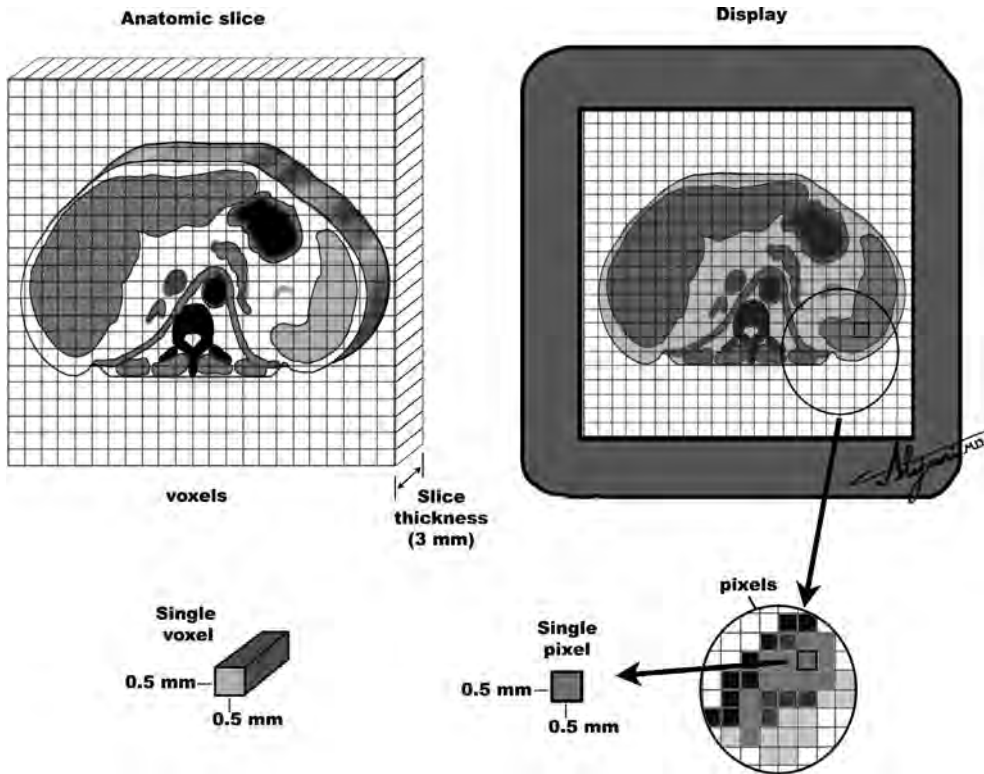 Anatomic slice
Display
voxels
Slice
thickness
(3 mm)
pixels
Single
voxel
0.5 mm
0.5 mm
Single
pixel
0.5 mm
0.5 mm